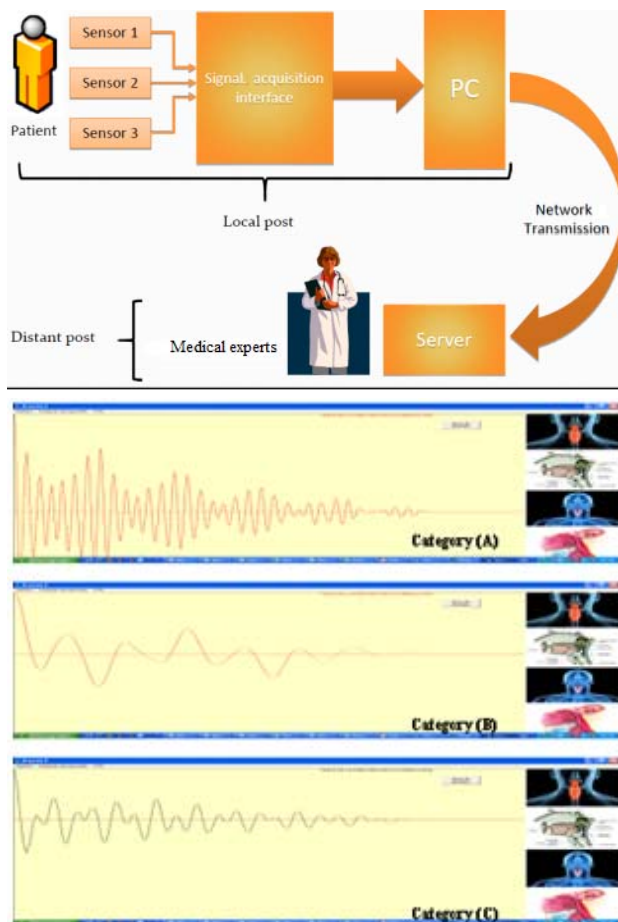 Sensor 1
Sensor 2
Sensor 3
Patient
Signal. acquisition
interface
PC
Local post
Network
Transmission
Distant post
Medical experts
Server
Category (A)
Category (B)
Category (C)